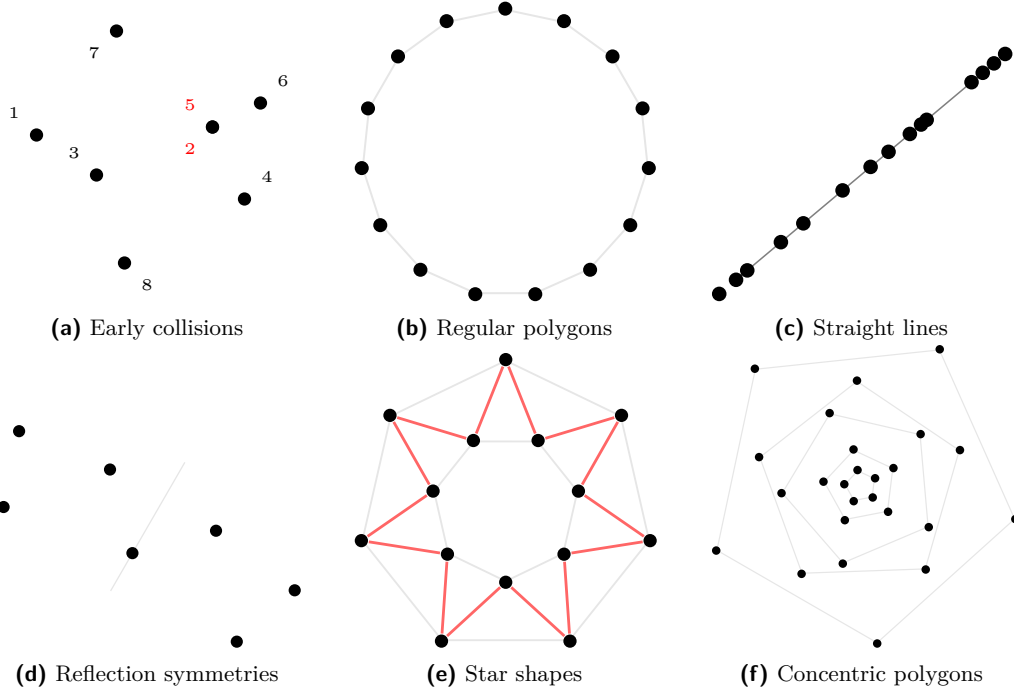 7
6
5
1
2
3
4
8
(a) Early collisions
(b) Regular polygons
(c) Straight lines
(d) Reflection symmetries
(e) Star shapes
(f) Concentric polygons